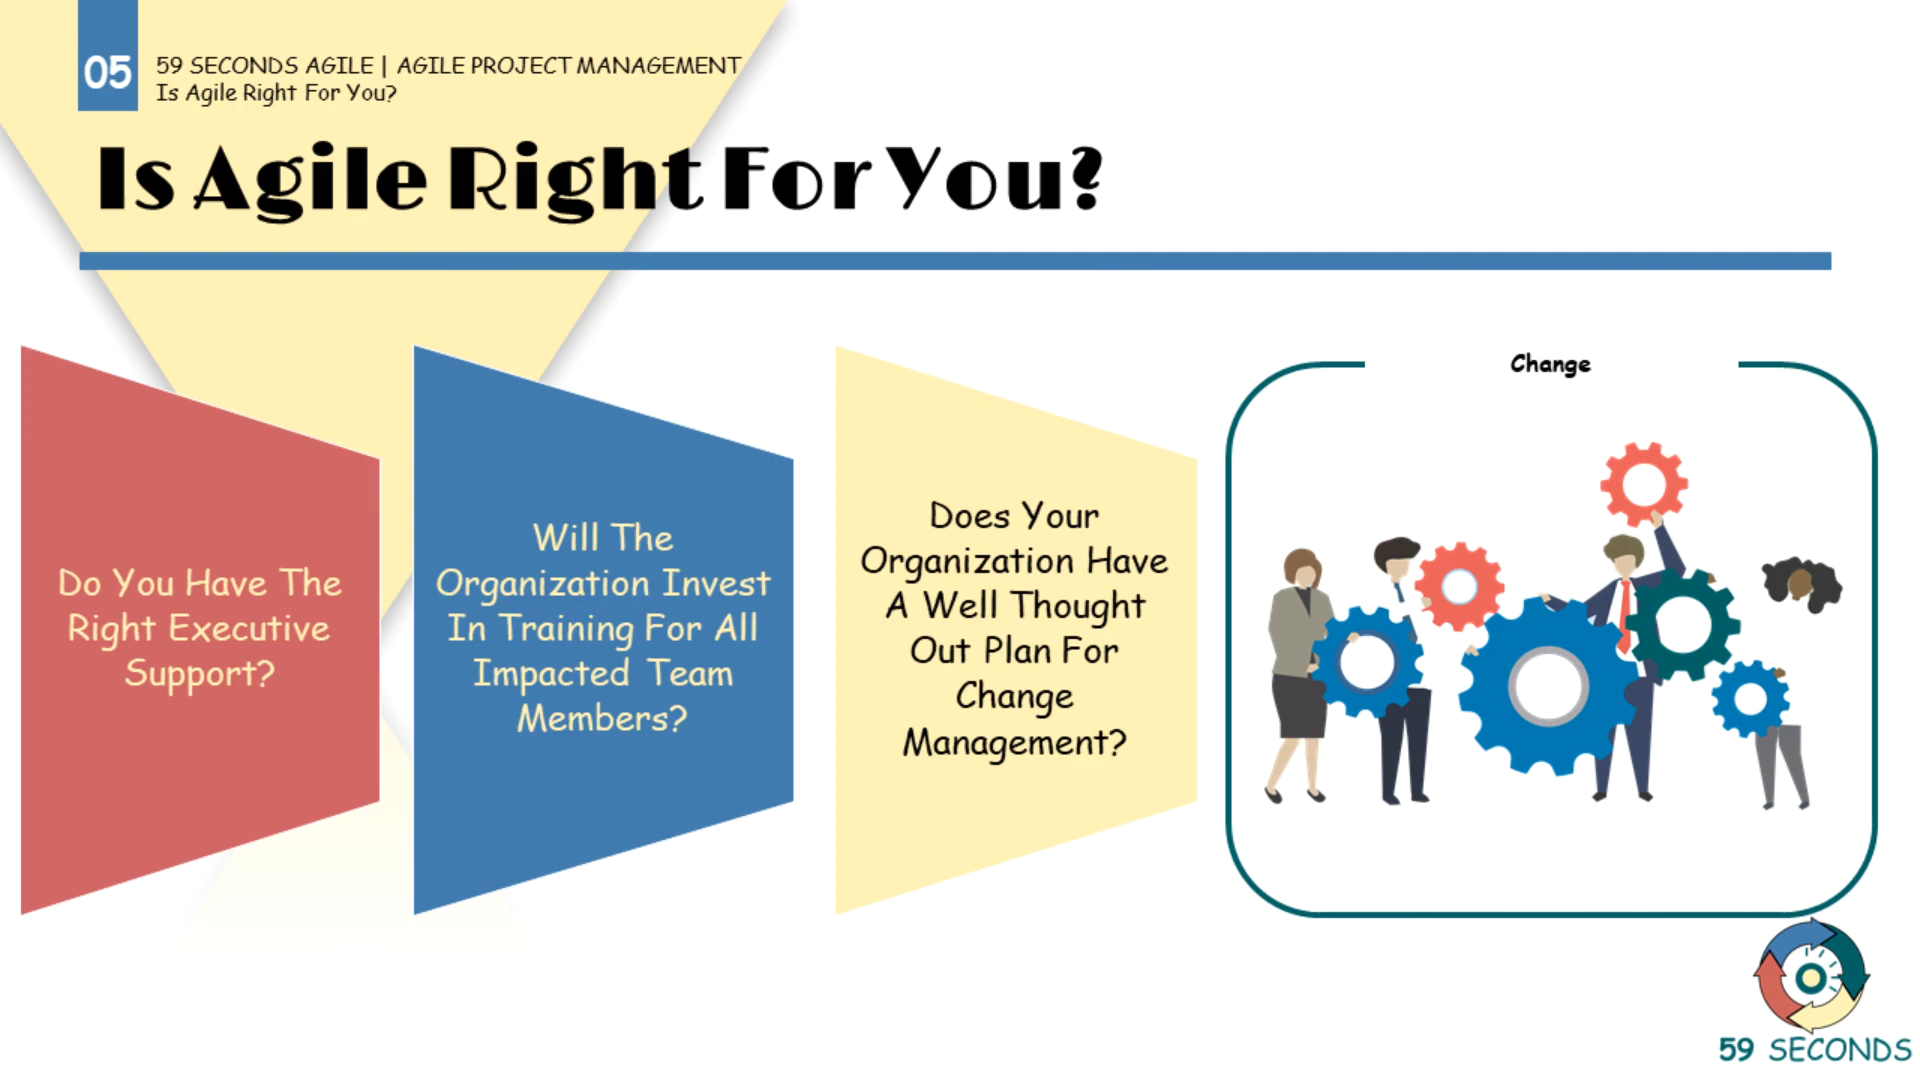 05
59 SECONDS AGILE | AGILE PROJECT MANAGEMENT
Is Agile Right For You?
Is Agile Right For You?
Do You Have The
Right Executive
Support?
Will The
Organization Invest
In Training For All
Impacted Team
Members?
Does Your
Organization Have
A Well Thought
Out Plan For
Change
Management?
Change
59 SECONDS